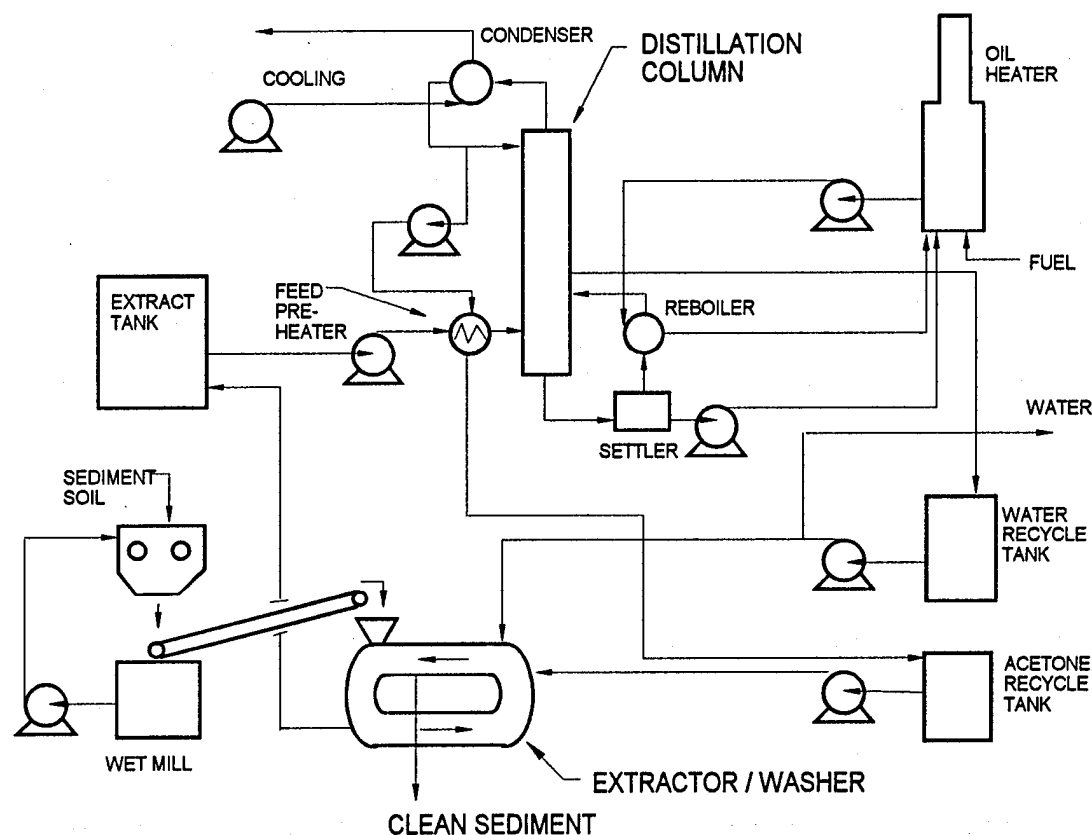 CONDENSER
DISTILLATION
COLUMN
OIL
HEATER
COOLING
FUEL
EXTRACT
TANK
FEED
PRE-
HEATER
REBOILER
WATER
SETTLER
SEDIMENT
SOIL
WATER
RECYCLE
TANK
ACETONE
RECYCLE
TANK
WET MILL
EXTRACTOR / WASHER
CLEAN SEDIMENT